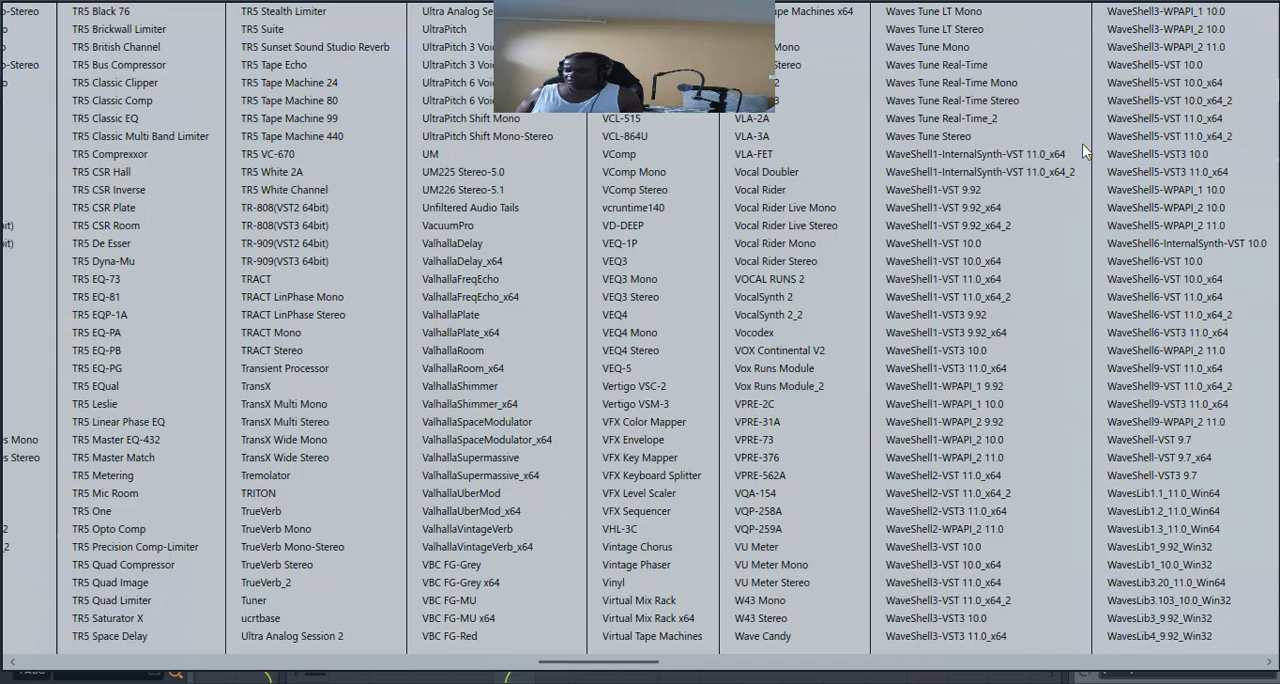 o-Stereo
o
o-Stereo
o
it)
it)
s Mono
es Stereo
2
_2
TR5 Black 76
TR5 Brickwall Limiter
TR5 British Channel
TR5 Bus Compressor
TR5 Classic Clipper
TR5 Classic Comp
TR5 Classic EQ
TR5 Classic Multi Band Limiter
TR5 Comprexxor
TR5 CSR Hall
TR5 CSR Inverse
TR5 CSR Plate
TR5 CSR Room
TR5 De Esser
TR5 Dyna-Mu
TR5 EQ-73
TR5 EQ-81
TR5 EQP-1A
TR5 EQ-PA
TR5 EQ-PB
TR5 EQ-PG
TR5 EQual
TR5 Leslie
TR5 Linear Phase EQ
TR5 Master EQ-432
TR5 Master Match
TR5 Metering
TR5 Mic Room
TR5 One
TR5 Opto Comp
TR5 Precision Comp-Limiter
TR5 Quad Compressor
TR5 Quad Image
TR5 Quad Limiter
TR5 Saturator X
TR5 Space Delay
TR5 Stealth Limiter
TR5 Suite
TR5 Sunset Sound Studio Reverb
TR5 Tape Echo
TR5 Tape Machine 24
TR5 Tape Machine 80
TR5 Tape Machine 99
TR5 Tape Machine 440
TR5 VC-670
TR5 White 2A
TR5 White Channel
TR-808(VST2 64bit)
TR-808(VST3 64bit)
TR-909(VST2 64bit)
TR-909(VST3 64bit)
TRACT
TRACT LinPhase Mono
TRACT LinPhase Stereo
TRACT Mono
TRACT Stereo
Transient Processor
TransX
TransX Multi Mono
TransX Multi Stereo
TransX Wide Mono
TransX Wide Stereo
Tremolator
TRITON
TrueVerb
TrueVerb Mono
TrueVerb Mono-Stereo
TrueVerb Stereo
TrueVerb_2
Tuner
ucrtbase
Ultra Analog Session 2
Ultra Analog Se
UltraPitch
UltraPitch 3 Voi
UltraPitch 3 Voi
UltraPitch 6 Voi
UltraPitch 6 Voi
UltraPitch Shift Mono
UltraPitch Shift Mono-Stereo
UM
UM225 Stereo-5.0
UM226 Stereo-5.1
Unfiltered Audio Tails
VacuumPro
ValhallaDelay
ValhallaDelay_x64
ValhallaFreqEcho
ValhallaFreqEcho_x64
ValhallaPlate
ValhallaPlate_x64
ValhallaRoom
ValhallaRoom_x64
ValhallaShimmer
ValhallaShimmer_x64
ValhallaSpaceModulator
ValhallaSpaceModulator_x64
ValhallaSupermassive
ValhallaSupermassive_x64
ValhallaUberMod
ValhallaUberMod_x64
ValhallaVintageVerb
ValhallaVintageVerb_x64
VBC FG-Grey
VBC FG-Grey x64
VBC FG-MU
VBC FG-MU x64
VBC FG-Red
VCL-515
VCL-864U
VComp
VComp Mono
VComp Stereo
vcruntime140
VD-DEEP
VEQ-1P
VEQ3
VEQ3 Mono
VEQ3 Stereo
VEQ4
VEQ4 Mono
VEQ4 Stereo
VEQ-5
Vertigo VSC-2
Vertigo VSM-3
VFX Color Mapper
VFX Envelope
VFX Key Mapper
VFX Keyboard Splitter
VFX Level Scaler
VFX Sequencer
VHL-3C
Vintage Chorus
Vintage Phaser
Vinyl
Virtual Mix Rack
Virtual Mix Rack x64
Virtual Tape Machines
ape Machines x64
Mono
Stereo
VLA-2A
VLA-3A
VLA-FET
Vocal Doubler
Vocal Rider
Vocal Rider Live Mono
Vocal Rider Live Stereo
Vocal Rider Mono
Vocal Rider Stereo
VOCAL RUNS 2
VocalSynth 2
VocalSynth 2_2
Vocodex
VOX Continental V2
Vox Runs Module
Vox Runs Module_2
VPRE-2C
VPRE-31A
VPRE-73
VPRE-376
VPRE-562A
VQA-154
VQP-258A
VQP-259A
VU Meter
VU Meter Mono
VU Meter Stereo
W43 Mono
W43 Stereo
Wave Candy
Waves Tune LT Mono
Waves Tune LT Stereo
Waves Tune Mono
Waves Tune Real-Time
Waves Tune Real-Time Mono
Waves Tune Real-Time Stereo
Waves Tune Real-Time_2
Waves Tune Stereo
WaveShell1-InternalSynth-VST 11.0_x64
WaveShell1-InternalSynth-VST 11.0_x64_2
WaveShell1-VST 9.92
WaveShell1-VST 9.92_x64
WaveShell1-VST 9.92_x64_2
WaveShell1-VST 10.0
WaveShell1-VST 10.0_x64
WaveShell1-VST 11.0_x64
WaveShell1-VST 11.0_x64_2
WaveShell1-VST3 9.92
WaveShell1-VST3 9.92_x64
WaveShell1-VST3 10.0
WaveShell1-VST3 11.0_x64
WaveShell1-WPAPI_1 9.92
WaveShell1-WPAPI_1 10.0
WaveShell1-WPAPI_2 9.92
WaveShell1-WPAPI_2 10.0
WaveShell1-WPAPI_2 11.0
WaveShell2-VST 11.0_x64
WaveShell2-VST 11.0_x64_2
WaveShell2-VST3 11.0_x64
WaveShell2-WPAPI_2 11.0
WaveShell3-VST 10.0
WaveShell3-VST 10.0_x64
WaveShell3-VST 11.0_x64
WaveShell3-VST 11.0_x64_2
WaveShell3-VST3 10.0
WaveShell3-VST3 11.0_x64
WaveShell3-WPAPI_1 10.0
WaveShell3-WPAPI_2 10.0
WaveShell3-WPAPI_2 11.0
WaveShell5-VST 10.0
WaveShell5-VST 10.0_x64
WaveShell5-VST 10.0_x64_2
WaveShell5-VST 11.0_x64
WaveShell5-VST 11.0_x64_2
WaveShell5-VST3 10.0
WaveShell5-VST3 11.0_x64
WaveShell5-WPAPI_1 10.0
WaveShell5-WPAPI_2 10.0
WaveShell5-WPAPI_2 11.0
WaveShell6-InternalSynth-VST 10.0
WaveShell6-VST 10.0
WaveShell6-VST 10.0_x64
WaveShell6-VST 11.0_x64
WaveShell6-VST 11.0_x64_2
WaveShell6-VST3 11.0_x64
WaveShell6-WPAPI_2 11.0
WaveShell9-VST 11.0_x64
WaveShell9-VST 11.0_x64_2
WaveShell9-VST3 11.0_x64
WaveShell9-WPAPI_2 11.0
WaveShell-VST 9.7
WaveShell-VST 9.7_x64
WaveShell-VST3 9.7
WavesLib1.1_11.0_Win64
WavesLib1.2_11.0_Win64
WavesLib1.3_11.0_Win64
WavesLib1_9.92_Win32
WavesLib1_10.0_Win32
WavesLib3.20_11.0_Win64
WavesLib3.103_10.0_Win32
WavesLib3_9.92_Win32
WavesLib4_9.92_Win32